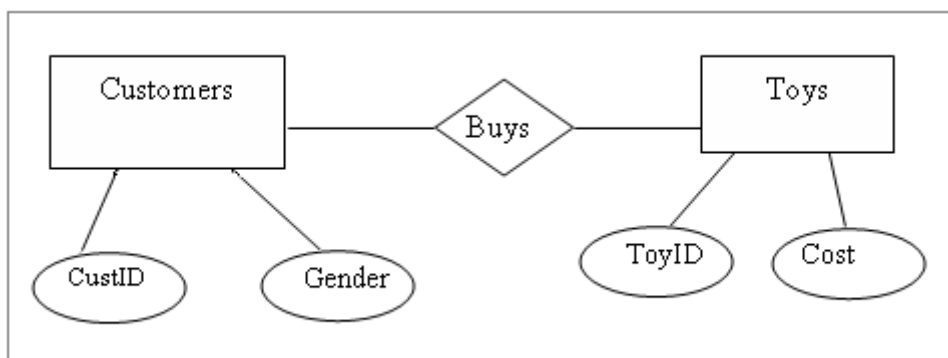 Customers
Buys
Toys
CustID
Gender
ToyID
Cost